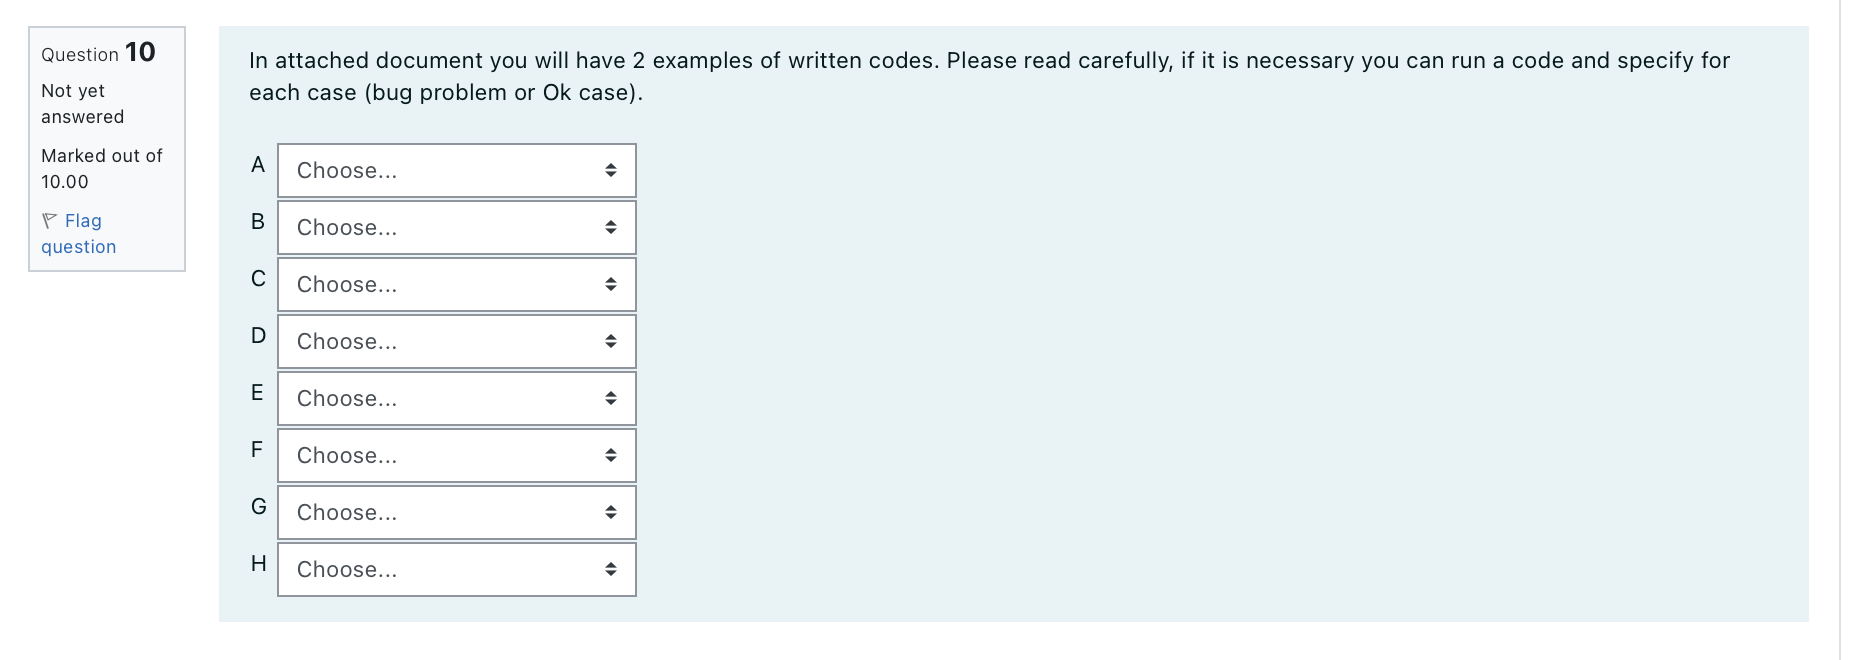 Question 10
Not yet
answered
Marked out of
10.00
Flag
question
In attached document you will have 2 examples of written codes. Please read carefully, if it is necessary you can run a code and specify for
each case (bug problem or Ok case).
A Choose...
B Choose...
C Choose...
D Choose...
E Choose...
F Choose...
G Choose...
H Choose...